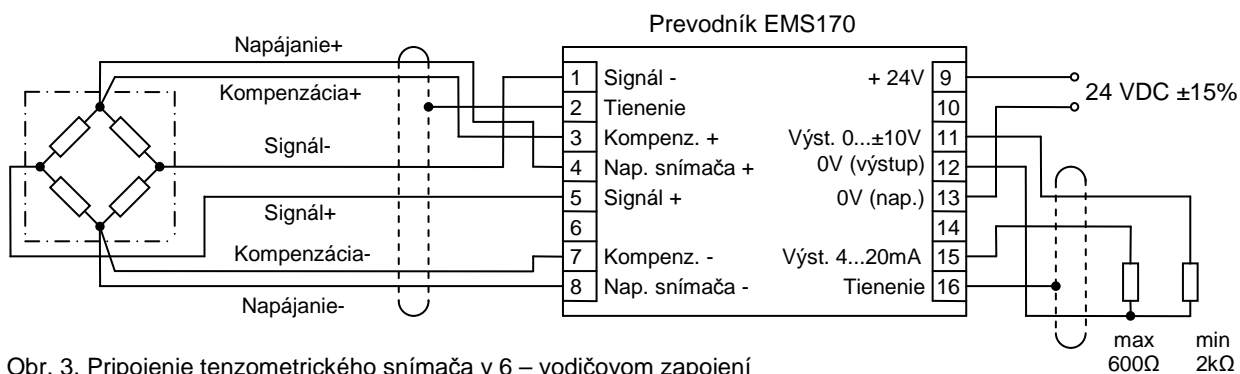 Prevodník EMS170
Napájanie+
Kompenzácia+
Signál-
Signál+
Kompenzácia-
Napájanie-
1 Signál -
2 Tienenie
3 Kompenz. +
4 Nap. snímača +
5 Signál +
6
7 Kompenz. -
8 Nap. snímača -
+ 24V 9
10
Výst. 0...±10V 11
0V (výstup) 12
0V (nap.) 13
14
Výst. 4...20mA 15
Tienenie 16
24 VDC ±15%
max
600Ω
min
2kΩ
Obr. 3. Pripojenie tenzometrického snímača v 6 – vodičovom zapojení